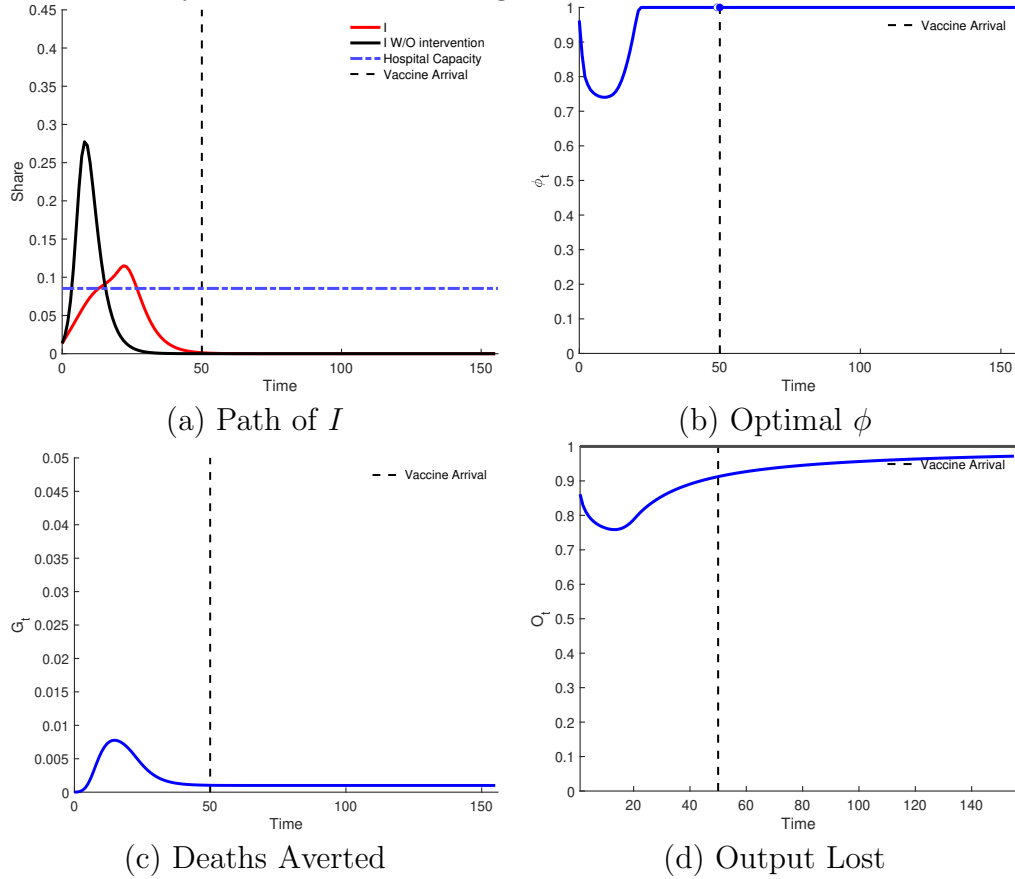 0.45
0.4
0.35
0.3
0.25
0.2
0.15
0.1
0.05
0
Share
0 50 100 150
Time
I
I W/O intervention
Hospital Capacity
Vaccine Arrival
(a) Path of I
1
0.9
0.8
0.7
0.6
0.5
0.4
0.3
0.2
0.1
0
ϕ_t
0 50 100 150
Time
Vaccine Arrival
(b) Optimal ϕ
0.05
0.045
0.04
0.035
0.03
0.025
0.02
0.015
0.01
0.005
0
G_t
0 50 100 150
Time
Vaccine Arrival
(c) Deaths Averted
1
0.9
0.8
0.7
0.6
0.5
0.4
0.3
0.2
0.1
0
O_t
20 40 60 80 100 120 140
Time
Vaccine Arrival
(d) Output Lost